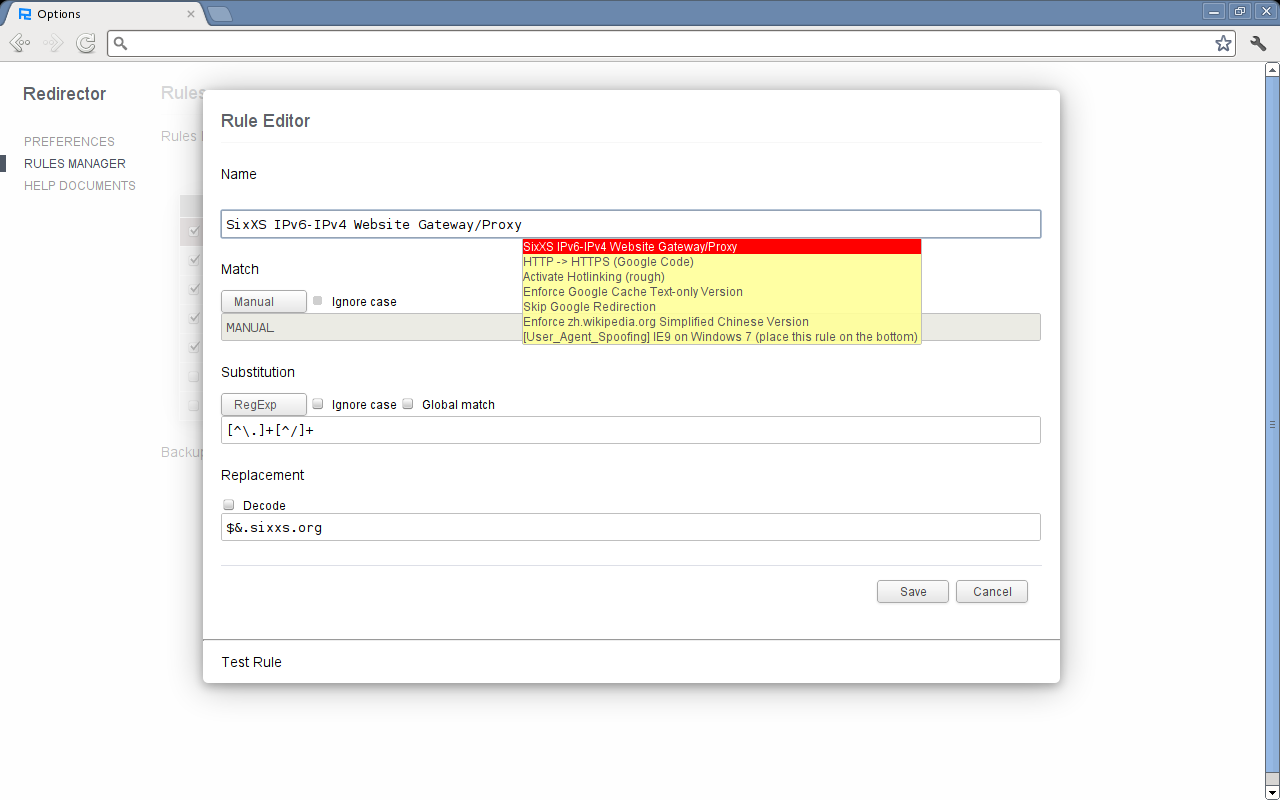 Options
Redirector
Rules
Rules
PREFERENCES
RULES MANAGER
HELP DOCUMENTS
Backup
Rule Editor
Name
SixXS IPv6-IPv4 Website Gateway/Proxy
SixXS IPv6-IPv4 Website Gateway/Proxy
HTTP -> HTTPS (Google Code)
Activate Hotlinking (rough)
Enforce Google Cache Text-only Version
Skip Google Redirection
Enforce zh.wikipedia.org Simplified Chinese Version
[User_Agent_Spoofing] IE9 on Windows 7 (place this rule on the bottom)
Match
Manual Ignore case
MANUAL
Substitution
RegExp Ignore case Global match
[^\.]+[^/]+
Replacement
Decode
$&.sixxs.org
Save Cancel
Test Rule